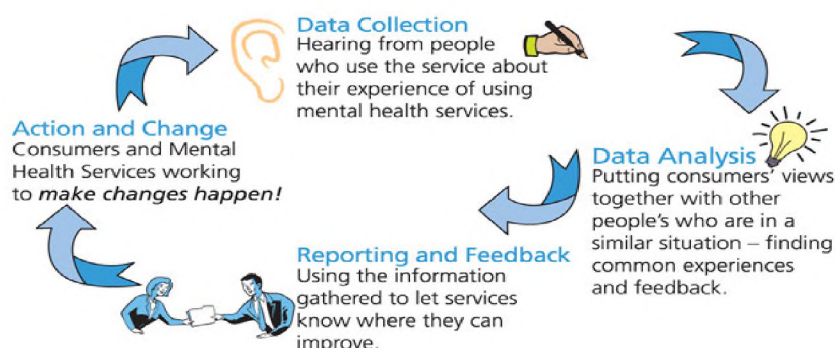 Data Collection
Hearing from people
who use the service about
their experience of using
mental health services.
Data Analysis
Putting consumers' views
together with other
people's who are in a
similar situation – finding
common experiences
and feedback.
Reporting and Feedback
Using the information
gathered to let services
know where they can
improve.
Action and Change
Consumers and Mental
Health Services working
to make changes happen!